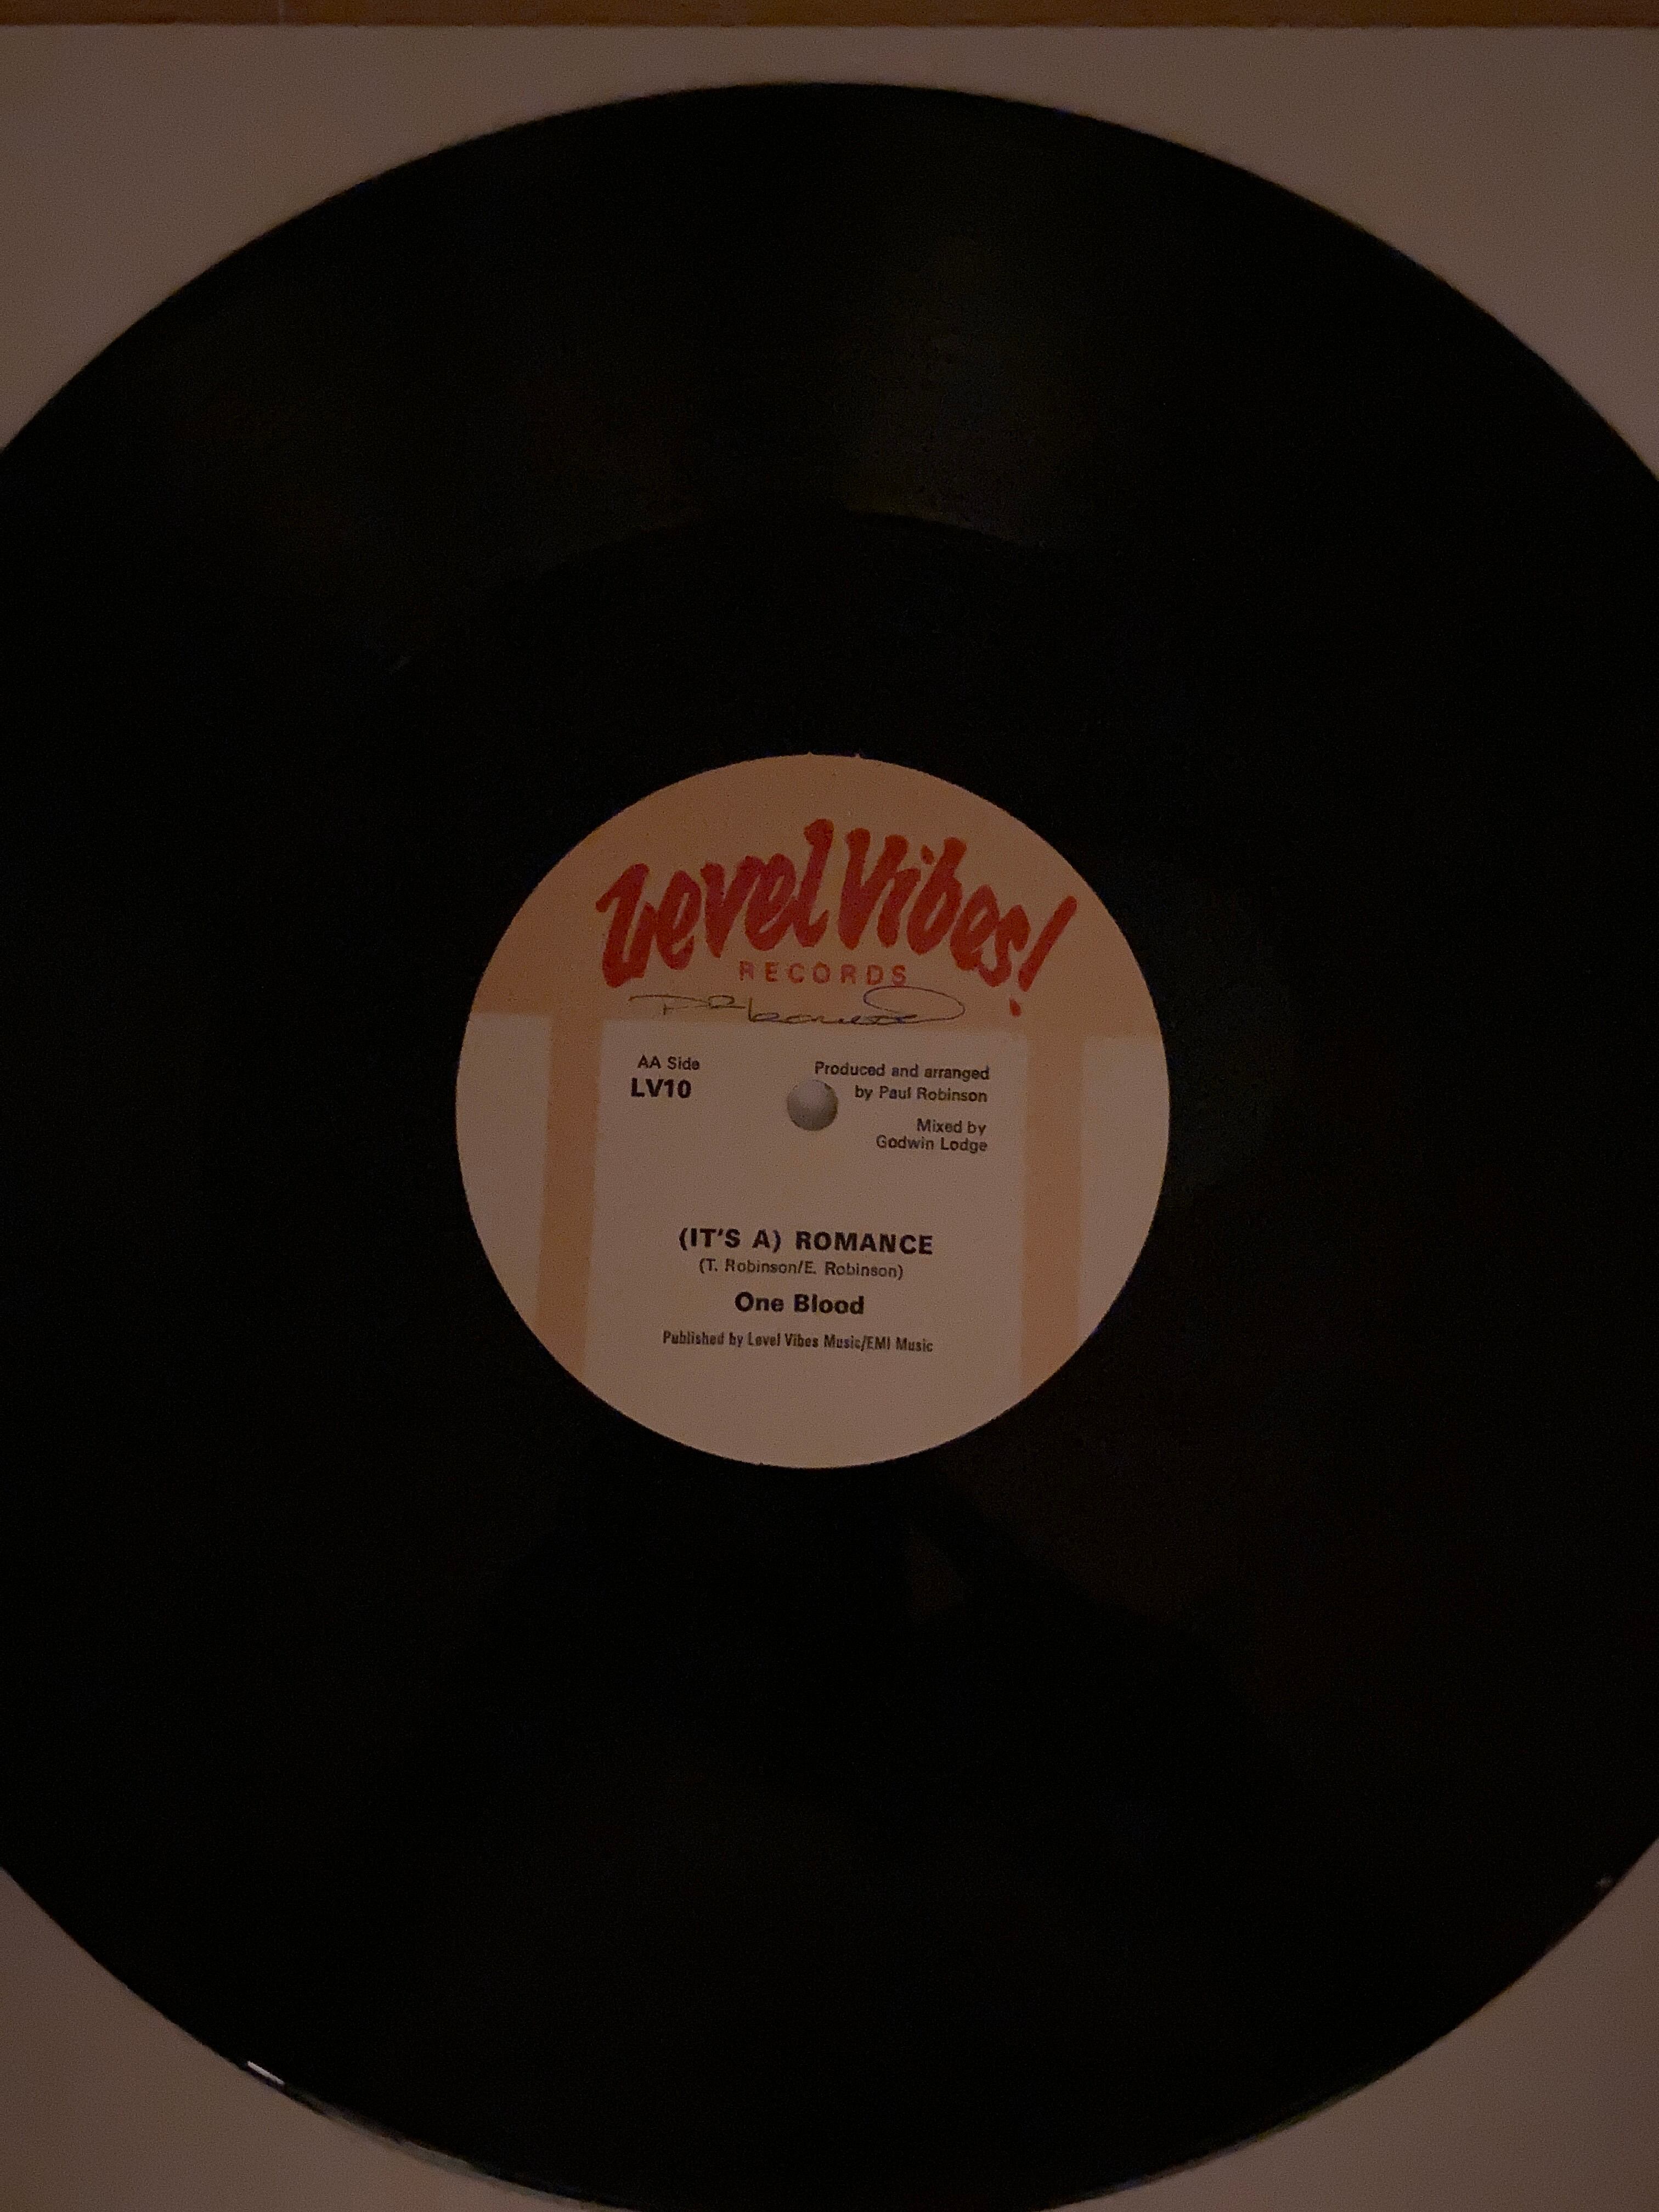 Level Vibes!
RECORDS
AA Side
LV10
Produced and arranged
by Paul Robinson
Mixed by
Godwin Lodge
(IT'S A) ROMANCE
(T. Robinson/E. Robinson)
One Blood
Published by Level Vibes Music/EMI Music